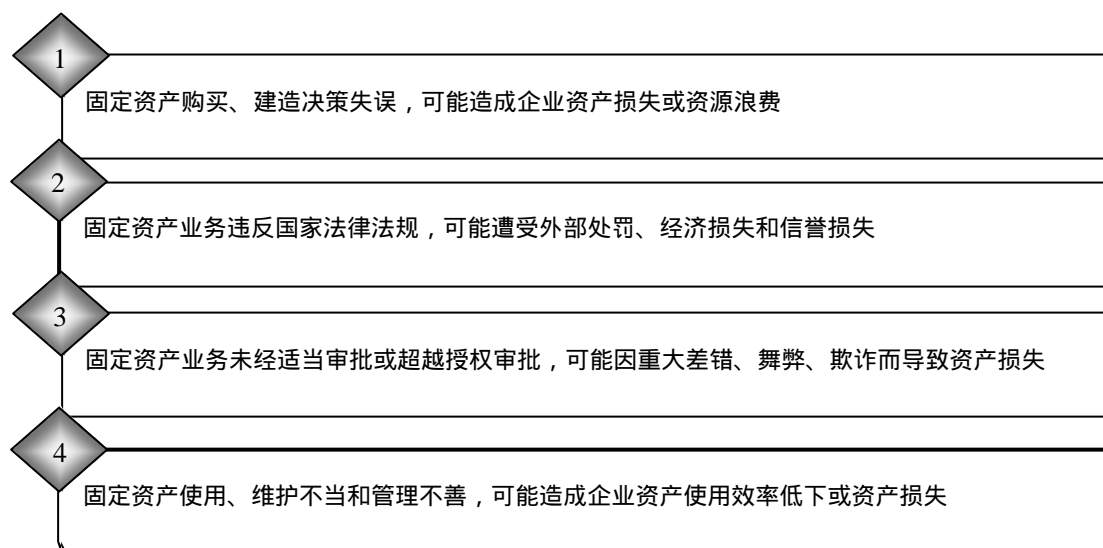 1
固定资产购买、建造决策失误，可能造成企业资产损失或资源浪费
2
固定资产业务违反国家法律法规，可能遭受外部处罚、经济损失和信誉损失
3
固定资产业务未经适当审批或超越授权审批，可能因重大差错、舞弊、欺诈而导致资产损失
4
固定资产使用、维护不当和管理不善，可能造成企业资产使用效率低下或资产损失